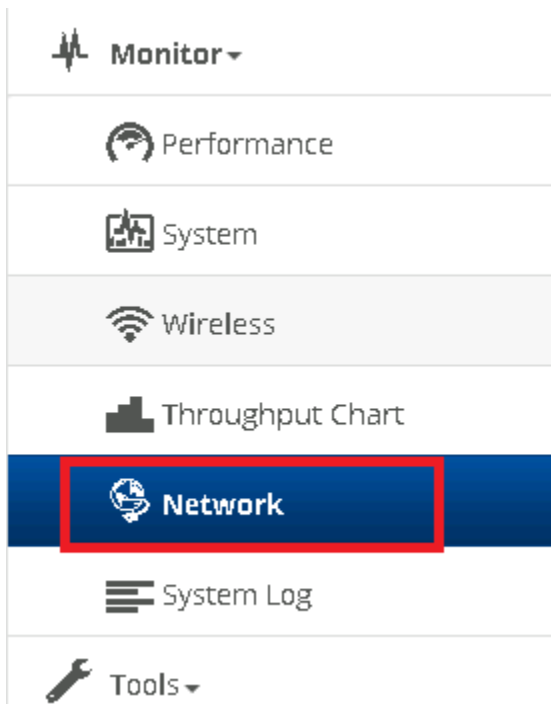 Monitor
Performance
System
Wireless
Throughput Chart
Network
System Log
Tools